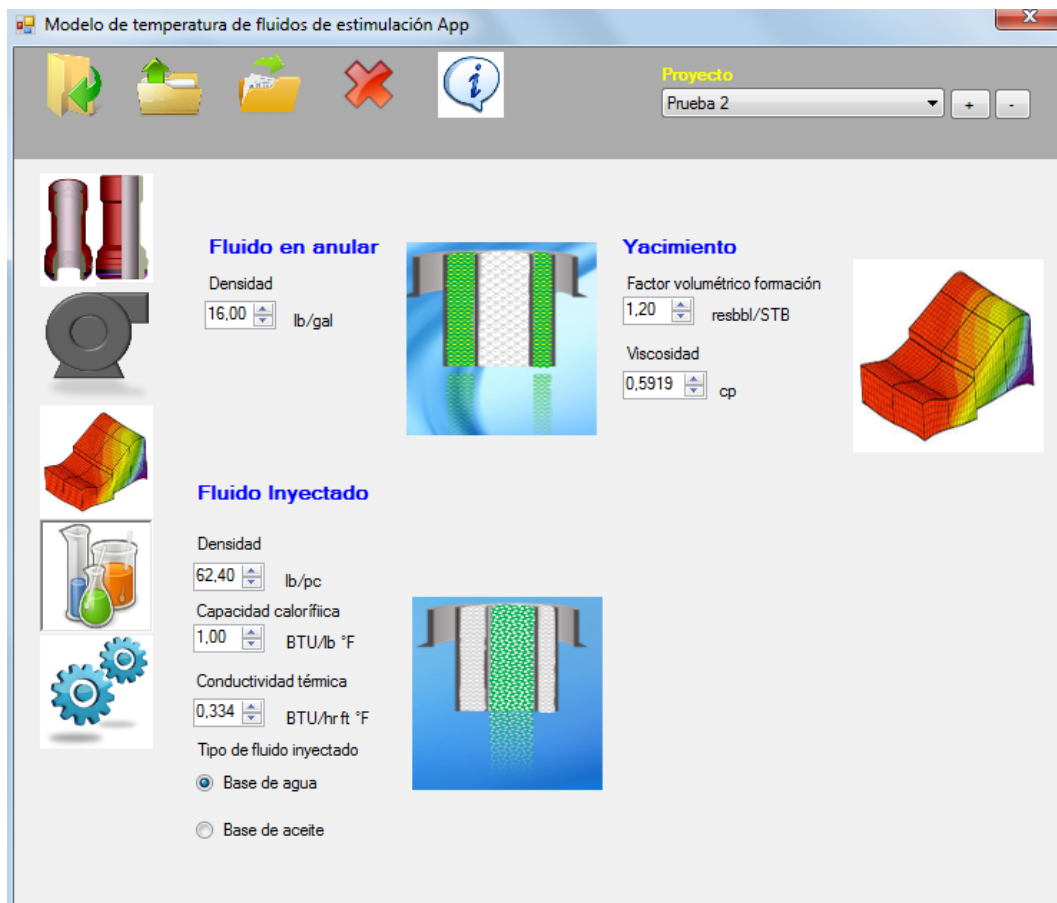 Modelo de temperatura de fluidos de estimulación App
x
Proyecto
Prueba 2
+
-
Fluido en anular
Densidad
16,00
lb/gal
Yacimiento
Factor volumétrico formación
1,20
resbbl/STB
Viscosidad
0,5919
cp
Fluido Inyectado
Densidad
62,40
lb/pc
Capacidad calorífiica
1,00
BTU/lb °F
Conductividad térmica
0,334
BTU/hr ft °F
Tipo de fluido inyectado
Base de agua
Base de aceite